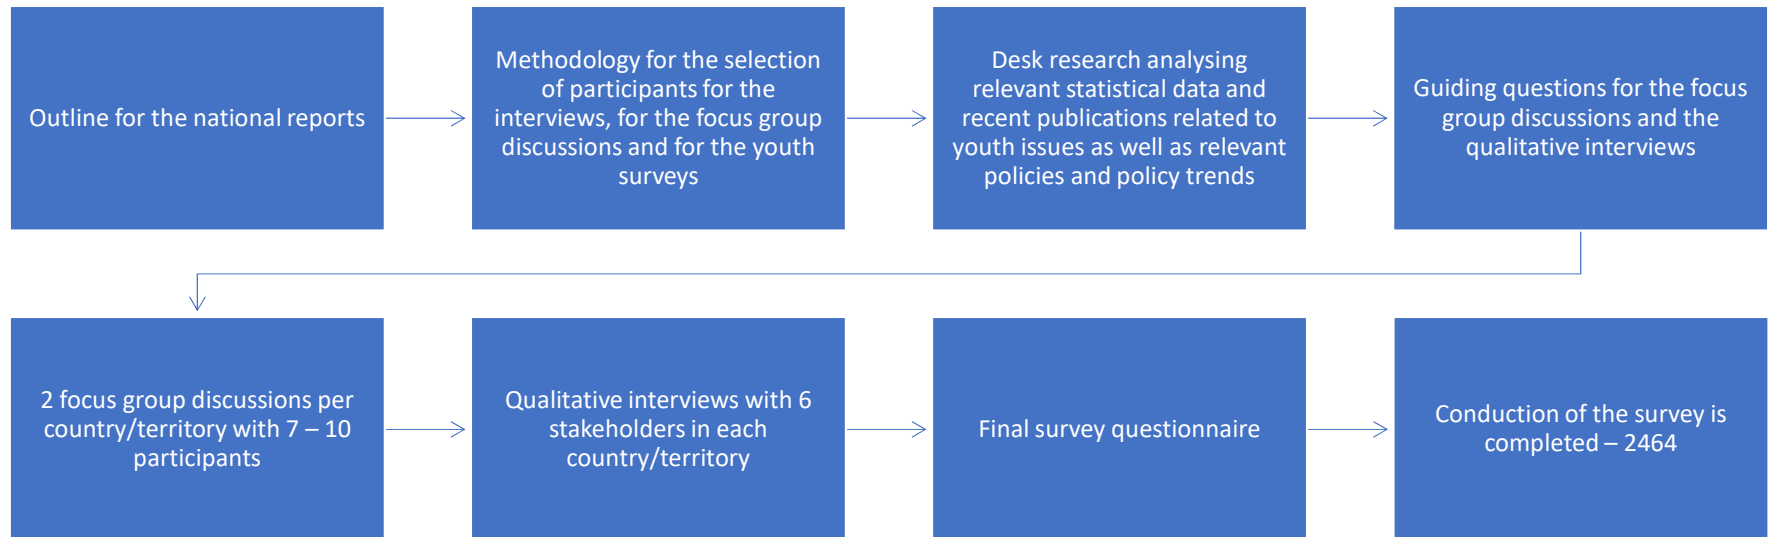 Outline for the national reports
Methodology for the selection
of participants for the
interviews, for the focus group
discussions and for the youth
surveys
Desk research analysing
relevant statistical data and
recent publications related to
youth issues as well as relevant
policies and policy trends
Guiding questions for the focus
group discussions and the
qualitative interviews
2 focus group discussions per
country/territory with 7 – 10
participants
Qualitative interviews with 6
stakeholders in each
country/territory
Final survey questionnaire
Conduction of the survey is
completed – 2464